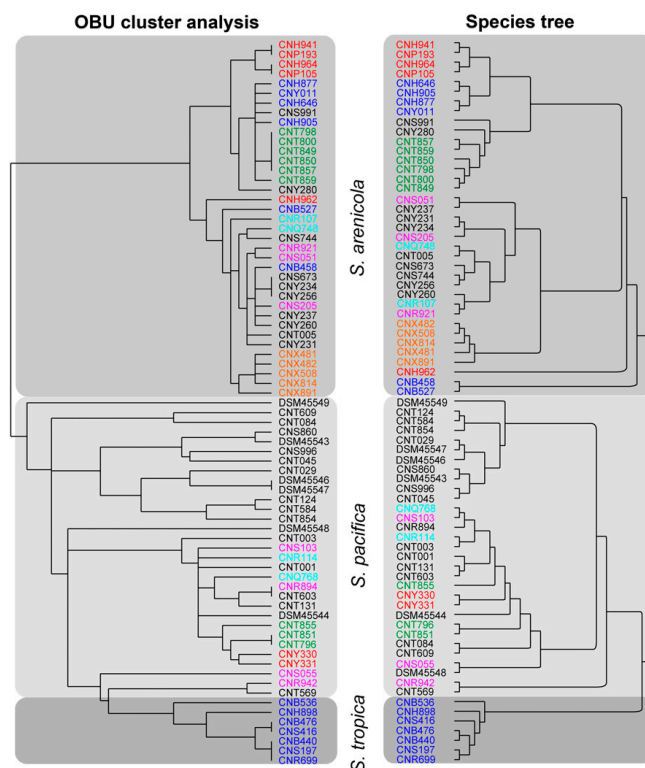 OBU cluster analysis
CNH941
CNP193
CNH964
CNP105
CNH877
CNY011
CNH646
CNS991
CNH905
CNT798
CNT800
CNT849
CNT850
CNT857
CNT859
CNY280
CNH962
CNB527
CNR107
CNQ748
CNS744
CNR921
CNS051
CNB458
CNS673
CNY234
CNY256
CNS205
CNY237
CNY260
CNT005
CNY231
CNX481
CNX482
CNX508
CNX814
CNX891
DSM45549
CNT609
CNT084
CNS860
DSM45543
CNS996
CNT045
CNT029
DSM45546
DSM45547
CNT124
CNT584
CNT854
DSM45548
CNT003
CNS103
CNR114
CNT001
CNQ768
CNR894
CNT603
CNT131
DSM45544
CNT855
CNT851
CNT796
CNY330
CNY331
CNS055
CNR942
CNT569
CNB536
CNH898
CNB476
CNS416
CNB440
CNS197
CNR699
S. arenicola
S. pacifica
S. tropica
Species tree
CNH941
CNP193
CNH964
CNP105
CNH646
CNH905
CNH877
CNY011
CNS991
CNY280
CNT857
CNT859
CNT850
CNT798
CNT800
CNT849
CNS051
CNY237
CNY231
CNY234
CNS205
CNQ748
CNT005
CNS673
CNS744
CNY256
CNY260
CNR107
CNR921
CNX482
CNX508
CNX814
CNX481
CNX891
CNH962
CNB458
CNB527
DSM45549
CNT124
CNT584
CNT854
CNT029
DSM45547
DSM45546
CNS860
DSM45543
CNS996
CNT045
CNQ768
CNS103
CNR894
CNR114
CNT003
CNT001
CNT131
CNT603
CNT855
CNY330
CNY331
DSM45544
CNT796
CNT851
CNT084
CNT609
CNS055
DSM45548
CNR942
CNT569
CNB536
CNH898
CNS416
CNB476
CNB440
CNS197
CNR699